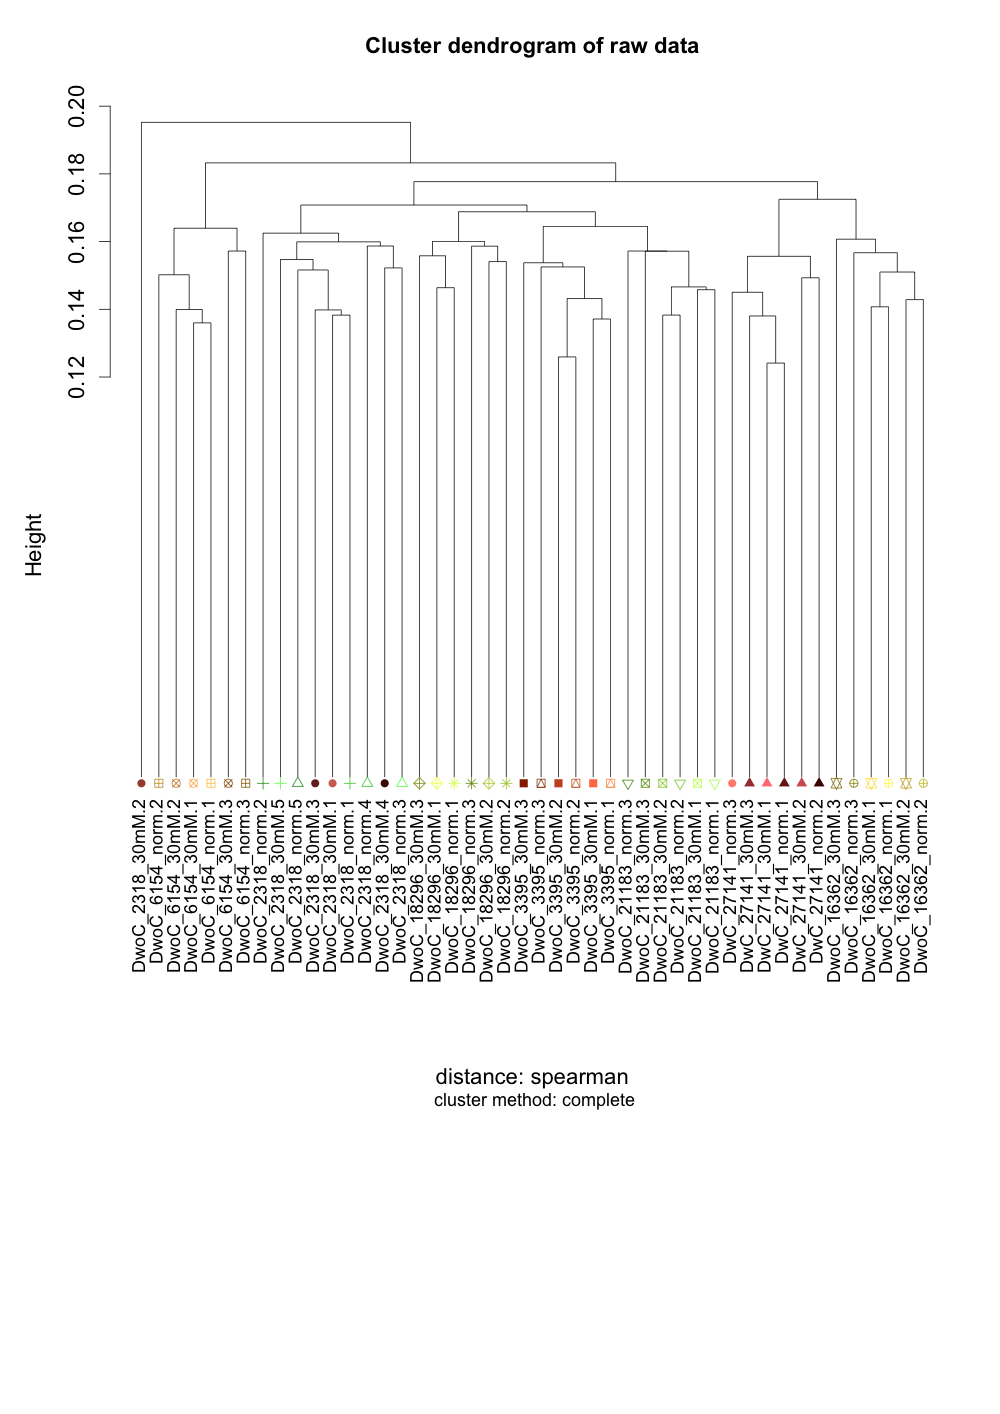 Cluster dendrogram of raw data
0.20
0.18
0.16
0.14
0.12
Height
DwoC_2318_30mM.2
DwoC_6154_norm.2
DwoC_6154_30mM.2
DwoC_6154_30mM.1
DwoC_6154_norm.1
DwoC_6154_30mM.3
DwoC_6154_norm.3
DwoC_2318_norm.2
DwoC_2318_30mM.5
DwoC_2318_norm.5
DwoC_2318_30mM.3
DwoC_2318_30mM.1
DwoC_2318_norm.1
DwoC_2318_norm.4
DwoC_2318_30mM.4
DwoC_2318_norm.3
DwoC_18296_30mM.3
DwoC_18296_30mM.1
DwoC_18296_norm.1
DwoC_18296_norm.3
DwoC_18296_30mM.2
DwoC_18296_norm.2
DwoC_3395_30mM.3
DwoC_3395_norm.3
DwoC_3395_30mM.2
DwoC_3395_norm.2
DwoC_3395_30mM.1
DwoC_3395_norm.1
DwoC_21183_norm.3
DwoC_21183_30mM.3
DwoC_21183_30mM.2
DwoC_21183_norm.2
DwoC_21183_30mM.1
DwoC_21183_norm.1
DwC_27141_norm.3
DwC_27141_30mM.3
DwC_27141_30mM.1
DwC_27141_norm.1
DwC_27141_30mM.2
DwC_27141_norm.2
DwoC_16362_30mM.3
DwoC_16362_norm.3
DwoC_16362_30mM.1
DwoC_16362_norm.1
DwoC_16362_30mM.2
DwoC_16362_norm.2
distance: spearman
cluster method: complete